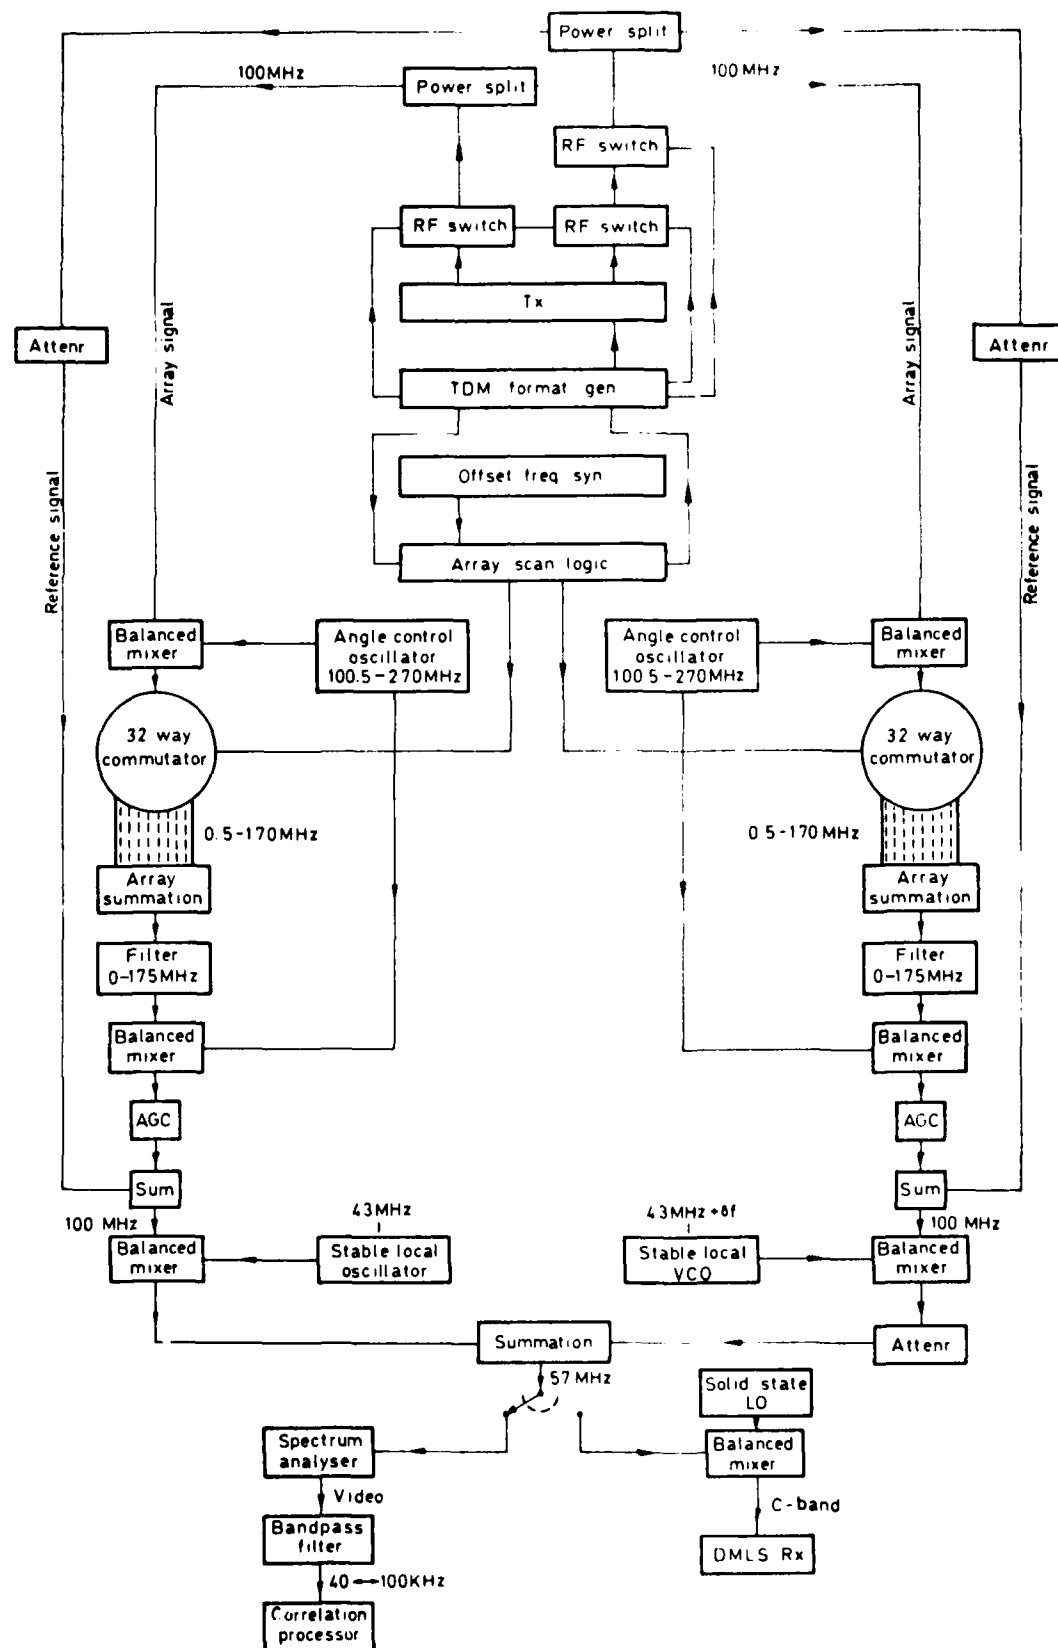 Power split
100MHz
100MHz
Power split
RF switch
RF switch
RF switch
Tx
Attenr
Attenr
Array signal
Array signal
TDM format gen
Offset freq syn
Reference signal
Reference signal
Array scan logic
Balanced
mixer
Angle control
oscillator
100.5-270MHz
Angle control
oscillator
100 5-270MHz
Balanced
mixer
32 way
commutator
32 way
commutator
0.5-170MHz
0 5-170MHz
Array
summation
Array
summation
Filter
0-175MHz
Filter
0-175MHz
Balanced
mixer
Balanced
mixer
AGC
AGC
Sum
Sum
100 MHz
43MHz
43MHz+δf
100 MHz
Balanced
mixer
Stable local
oscillator
Stable local
VCO
Balanced
mixer
Summation
Attenr
57MHz
Solid state
LO
Spectrum
analyser
Balanced
mixer
Video
C-band
Bandpass
filter
DMLS Rx
40↔100KHz
Correlation
processor